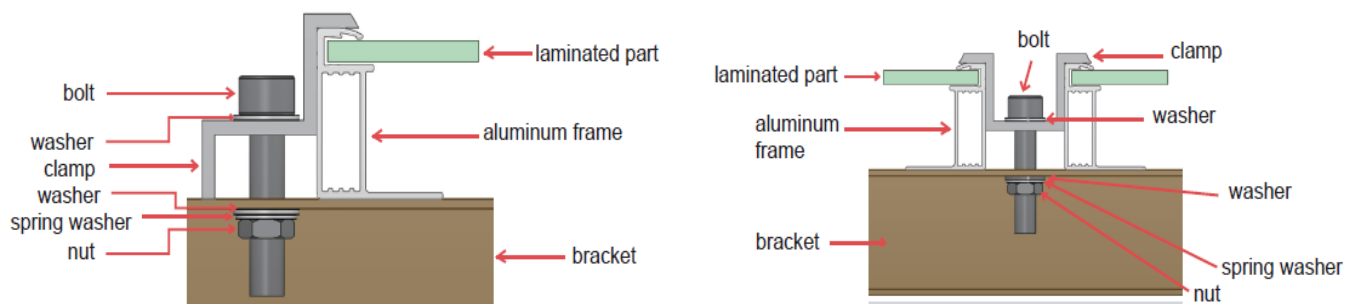 laminated part
bolt
washer
clamp
washer
spring washer
nut
aluminum frame
bracket
bolt
clamp
laminated part
washer
aluminum
frame
washer
bracket
spring washer
nut